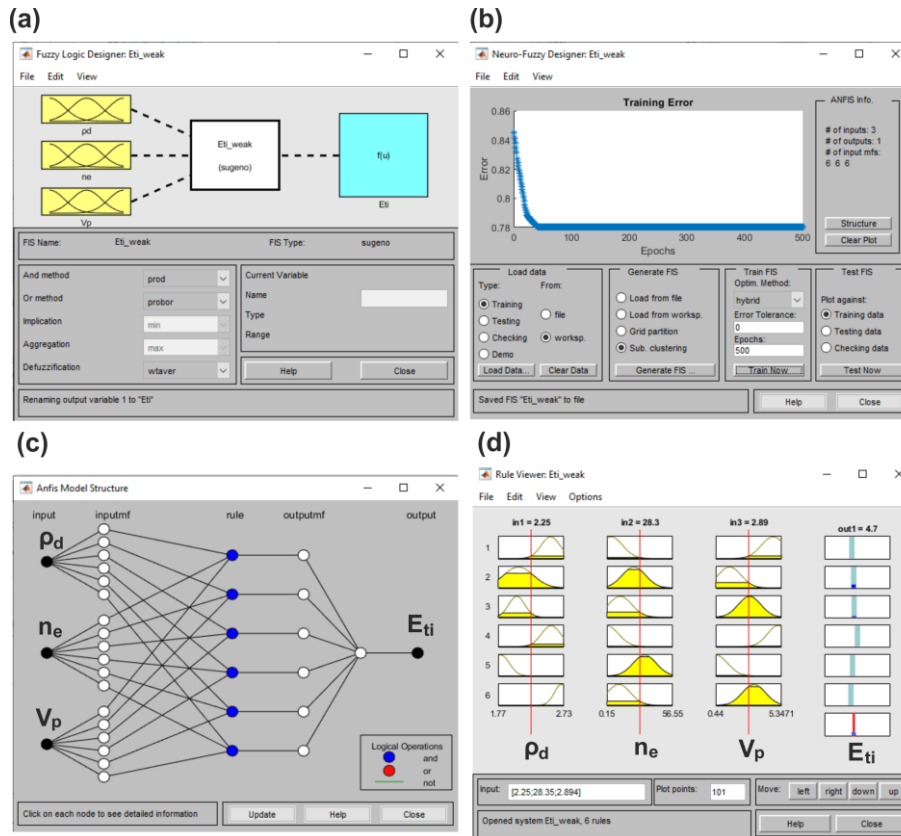 (a)
Fuzzy Logic Designer: Eti_weak
File Edit View
ρd
ne
Vp
Eti_weak
(sugeno)
f(u)
Eti
FIS Name: Eti_weak FIS Type: sugeno
And method prod
Or method probor
Implication min
Aggregation max
Defuzzification wtaver
Current Variable
Name
Type
Range
Help Close
Renaming output variable 1 to "Eti"
(b)
Neuro-Fuzzy Designer: Eti_weak
File Edit View
Training Error
0.86
0.84
0.82
0.8
0.78
Error
0 100 200 300 400 500
Epochs
ANFIS Info.
# of inputs: 3
# of outputs: 1
# of input mfs:
6 6 6
Structure
Clear Plot
Load data
Type: From:
Training
Testing
Checking
Demo
file
worksp.
Load Data... Clear Data
Generate FIS
Load from file
Load from worksp.
Grid partition
Sub. clustering
Generate FIS ...
Train FIS
Optim. Method:
hybrid
Error Tolerance:
0
Epochs:
500
Train Now
Test FIS
Plot against:
Training data
Testing data
Checking data
Test Now
Saved FIS "Eti_weak" to file
Help Close
(c)
Anfis Model Structure
input inputmf rule outputmf output
ρd
ne
Vp
Eti
Logical Operations
and
or
not
Click on each node to see detailed information
Update Help Close
(d)
Rule Viewer: Eti_weak
File Edit View Options
in1 = 2.25 in2 = 28.3 in3 = 2.89 out1 = 4.7
1
2
3
4
5
6
1.77 2.73 0.15 56.55 0.44 5.3471
ρd ne Vp Eti
Input: [2.25;28.35;2.894] Plot points: 101 Move: left right down up
Opened system Eti_weak, 6 rules
Help Close